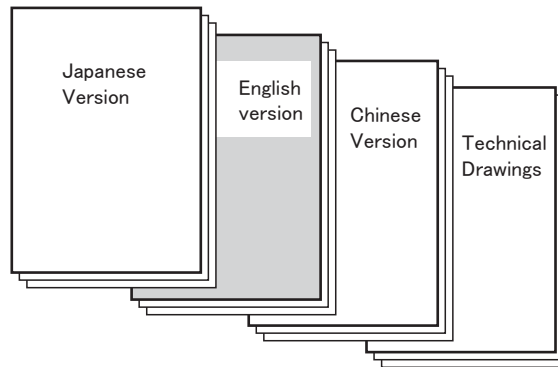 Japanese
Version
English
version
Chinese
Version
Technical
Drawings